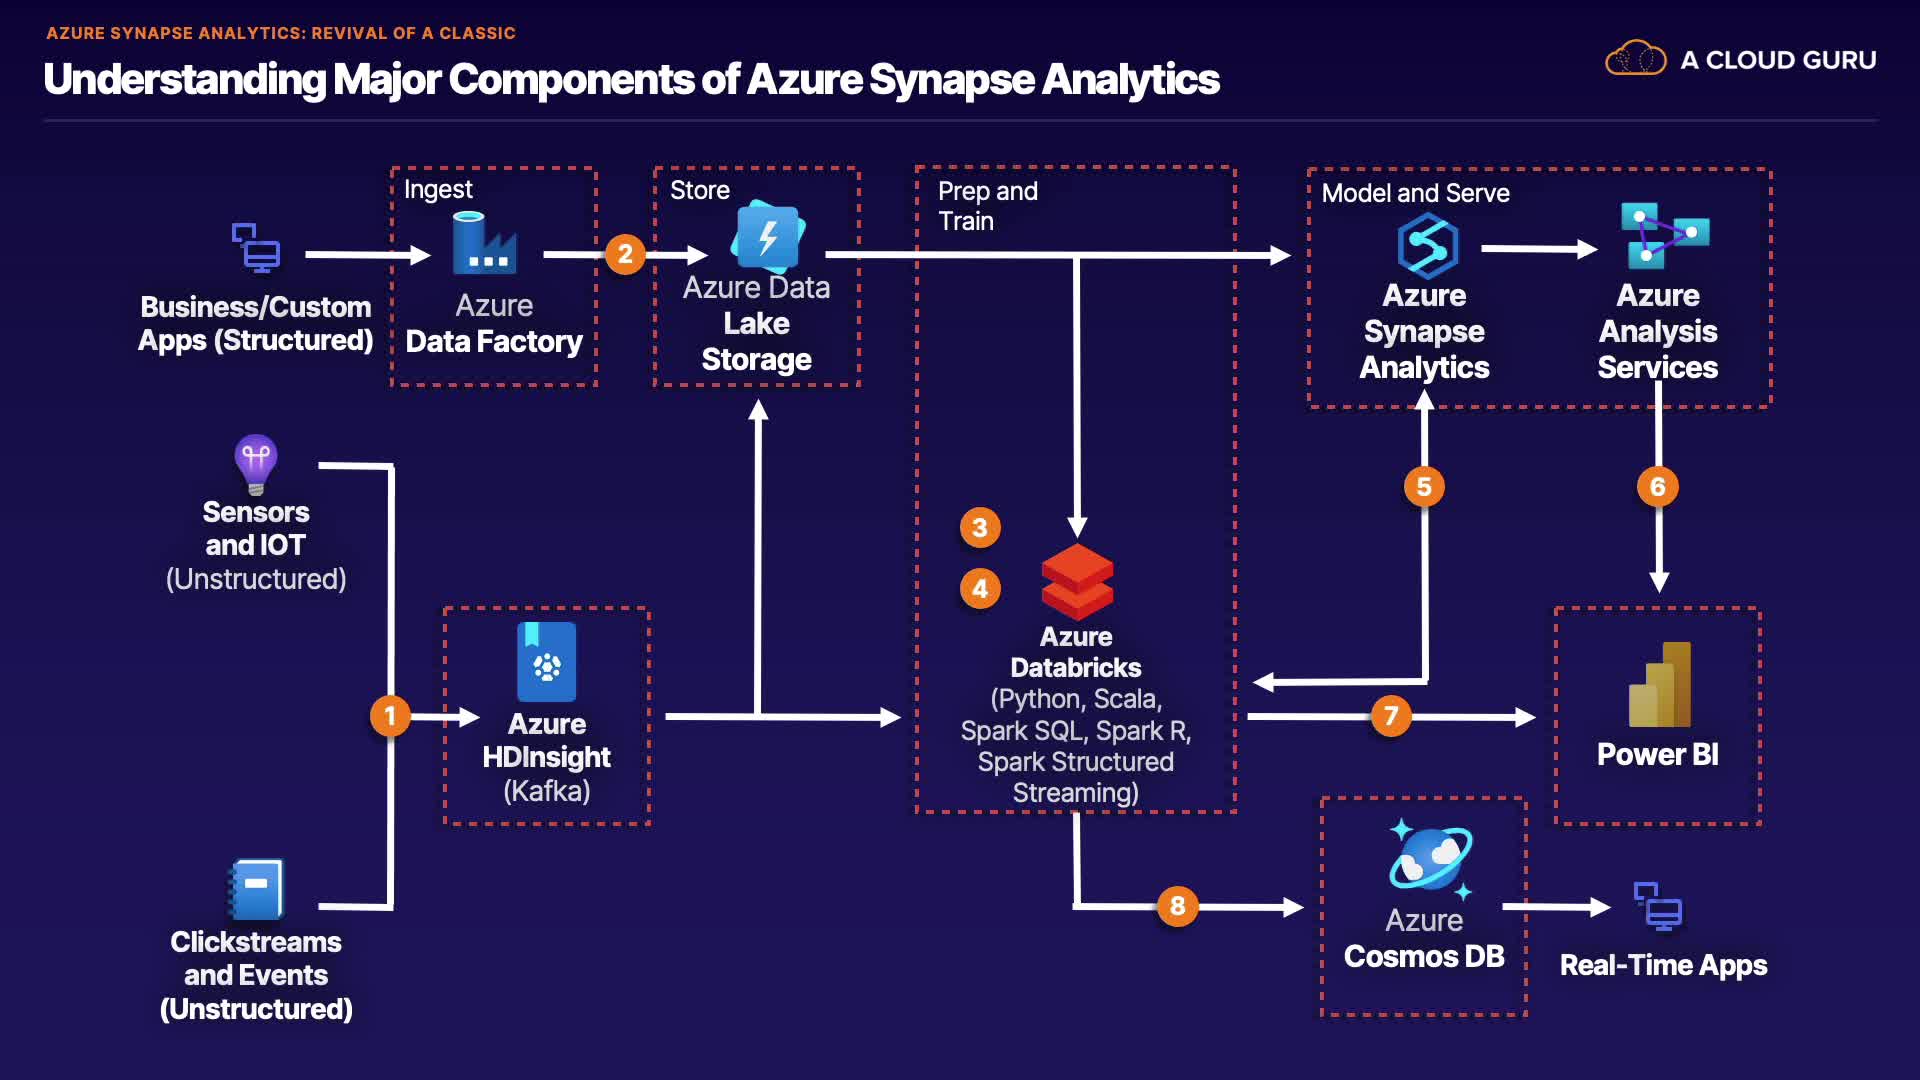 AZURE SYNAPSE ANALYTICS: REVIVAL OF A CLASSIC
Understanding Major Components of Azure Synapse Analytics
A CLOUD GURU
Business/Custom
Apps (Structured)
Ingest
Azure
Data Factory
2
Store
Azure Data
Lake
Storage
Prep and
Train
Model and Serve
Azure
Synapse
Analytics
Azure
Analysis
Services
Sensors
and IOT
(Unstructured)
1
Azure
HDInsight
(Kafka)
3
4
Azure
Databricks
(Python, Scala,
Spark SQL, Spark R,
Spark Structured
Streaming)
5
6
7
Power BI
Clickstreams
and Events
(Unstructured)
8
Azure
Cosmos DB
Real-Time Apps